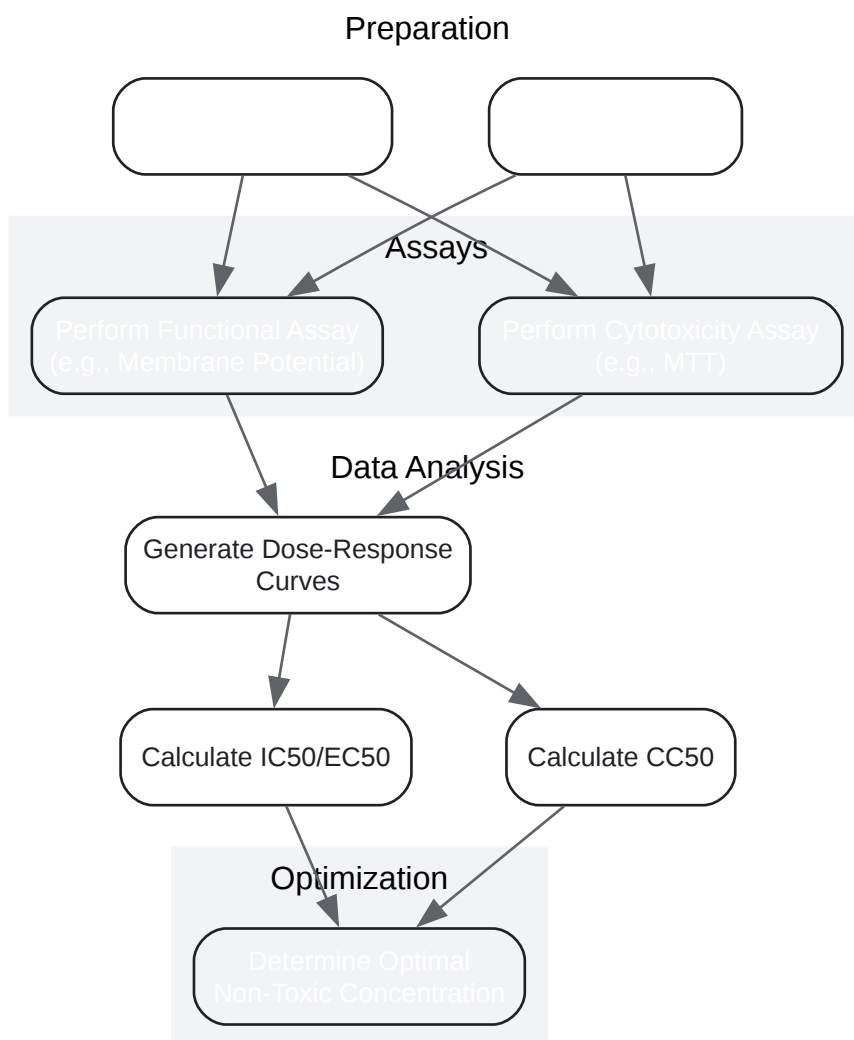 Preparation
Assays
Perform Functional Assay
(e.g., Membrane Potential)
Perform Cytotoxicity Assay
(e.g., MTT)
Data Analysis
Generate Dose-Response
Curves
Calculate IC50/EC50
Calculate CC50
Optimization
Determine Optimal
Non-Toxic Concentration